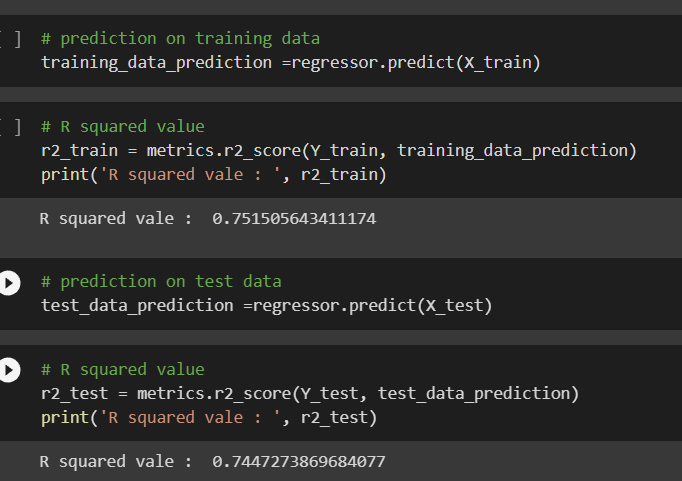 [ ] # prediction on training data
training_data_prediction =regressor.predict(X_train)
[ ] # R squared value
r2_train = metrics.r2_score(Y_train, training_data_prediction)
print('R squared vale : ', r2_train)
R squared vale :  0.751505643411174
# prediction on test data
test_data_prediction =regressor.predict(X_test)
# R squared value
r2_test = metrics.r2_score(Y_test, test_data_prediction)
print('R squared vale : ', r2_test)
R squared vale :  0.7447273869684077